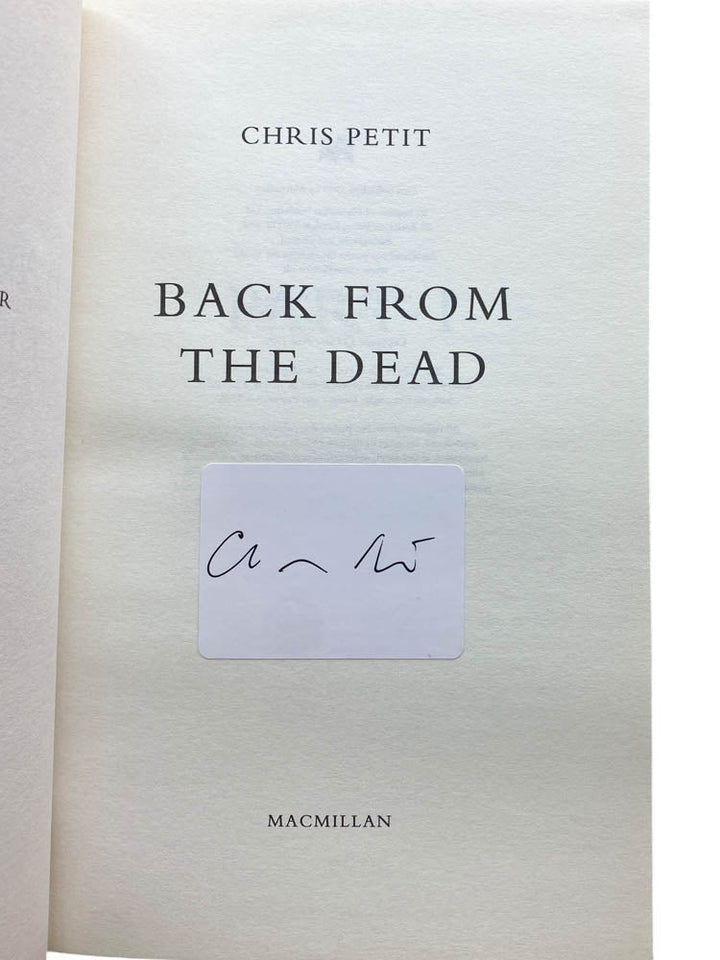 CHRIS PETIT
BACK FROM
THE DEAD
MACMILLAN
R